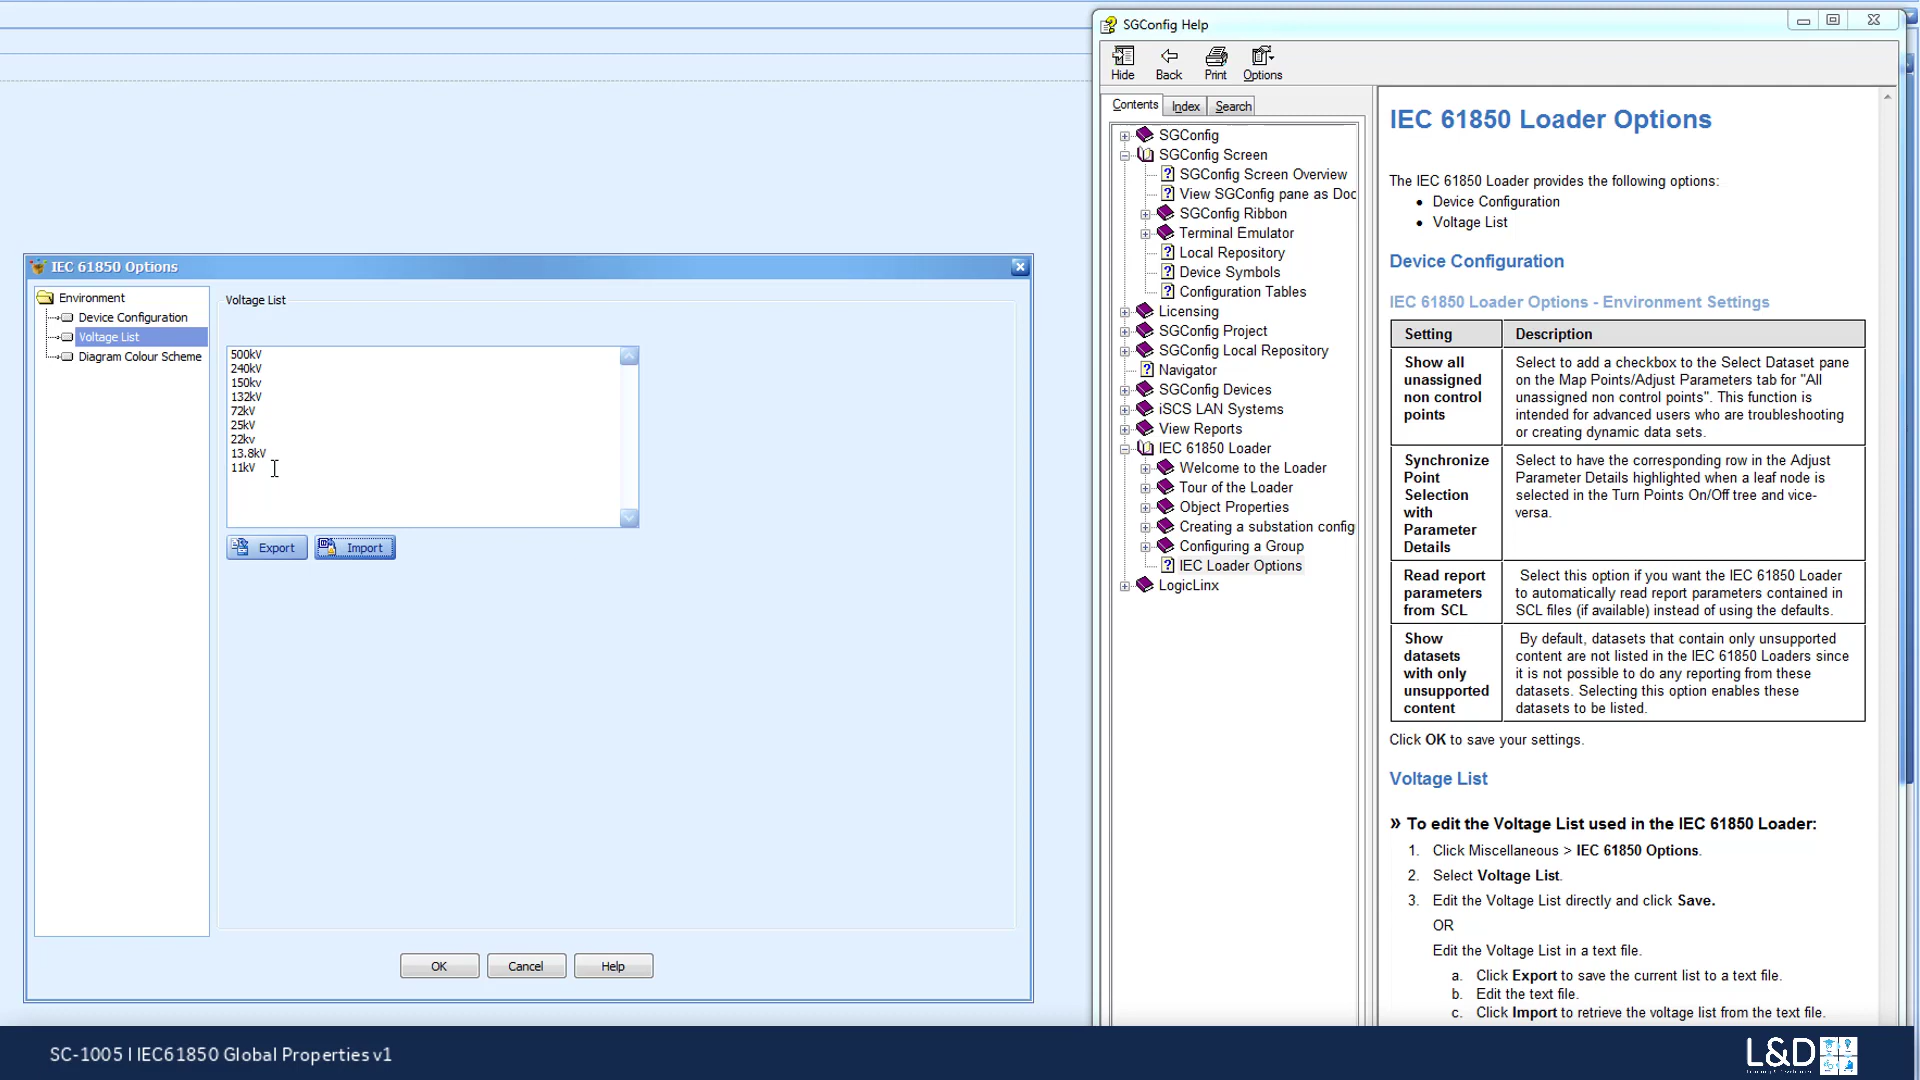 SGConfig Help
Hide
Back
Print
Options
Contents
Index
Search
SGConfig
SGConfig Screen
SGConfig Screen Overview
View SGConfig pane as Doc
SGConfig Ribbon
Terminal Emulator
Local Repository
Device Symbols
Configuration Tables
Licensing
SGConfig Project
SGConfig Local Repository
Navigator
SGConfig Devices
iSCS LAN Systems
View Reports
IEC 61850 Loader
Welcome to the Loader
Tour of the Loader
Object Properties
Creating a substation config
Configuring a Group
IEC Loader Options
LogicLinx
IEC 61850 Loader Options
The IEC 61850 Loader provides the following options:
• Device Configuration
• Voltage List
Device Configuration
IEC 61850 Loader Options - Environment Settings
Setting
Description
Show all
unassigned
non control
points
Select to add a checkbox to the Select Dataset pane
on the Map Points/Adjust Parameters tab for "All
unassigned non control points". This function is
intended for advanced users who are troubleshooting
or creating dynamic data sets.
Synchronize
Point
Selection
with
Parameter
Details
Select to have the corresponding row in the Adjust
Parameter Details highlighted when a leaf node is
selected in the Turn Points On/Off tree and vice-
versa.
Read report
parameters
from SCL
Select this option if you want the IEC 61850 Loader
to automatically read report parameters contained in
SCL files (if available) instead of using the defaults.
Show
datasets
with only
unsupported
content
By default, datasets that contain only unsupported
content are not listed in the IEC 61850 Loaders since
it is not possible to do any reporting from these
datasets. Selecting this option enables these
datasets to be listed.
Click OK to save your settings.
Voltage List
» To edit the Voltage List used in the IEC 61850 Loader:
1. Click Miscellaneous > IEC 61850 Options.
2. Select Voltage List.
3. Edit the Voltage List directly and click Save.
OR
Edit the Voltage List in a text file.
a. Click Export to save the current list to a text file.
b. Edit the text file.
c. Click Import to retrieve the voltage list from the text file.
IEC 61850 Options
Environment
Device Configuration
Voltage List
Diagram Colour Scheme
Voltage List
500kV
240kV
150kV
132kV
72kV
25kV
22kv
13.8kV
11kV
Export
Import
OK
Cancel
Help
SC-1005 I IEC61850 Global Properties v1
L&D